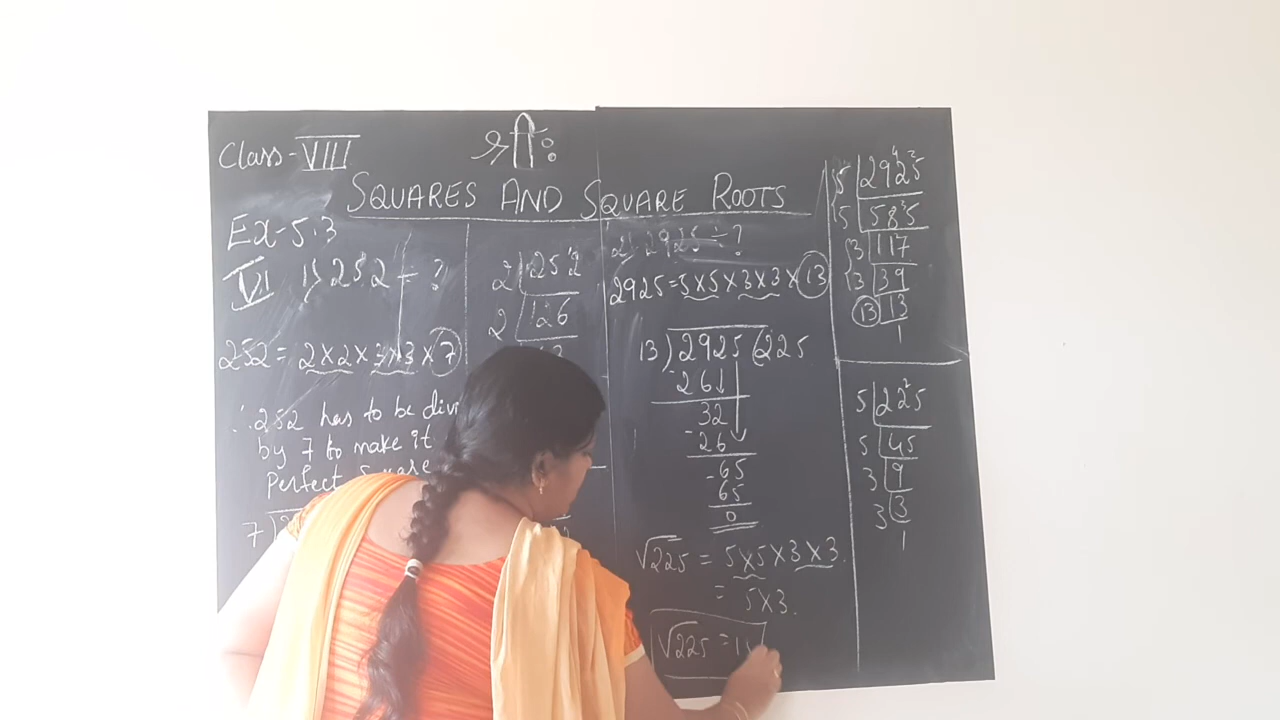 Class-VIII
SQUARES AND SQUARE ROOTS
Ex-5.3
VI 1) 252 ÷ ?
252 = 2×2×3×3×7
∴ 252 has to be
by 7 to make it
Perfect Square
7
2 252
2 126
2) 2925 ÷ ?
2925 = 5×5×3×3×13
13) 2925 (225
26↓
32
-26
-65
65
0
√225 = 5×5×3×3.
= 5×3.
√225 = 15
5 2925
5 585
3 117
3 39
13 13
1
5 225
5 45
3 9
3 3
1